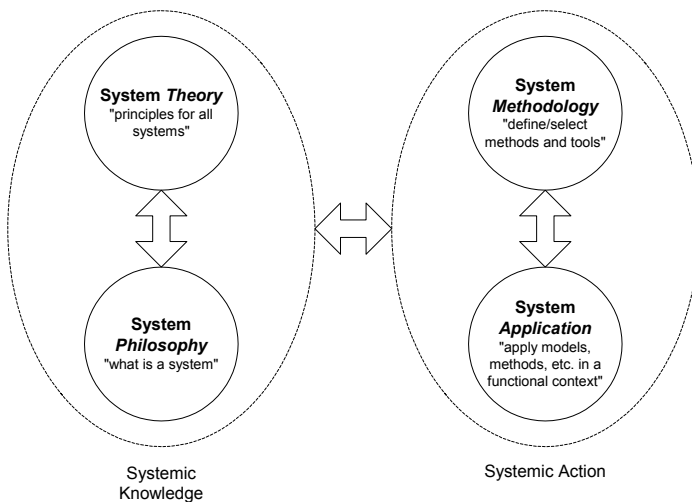 System Theory
"principles for all
systems"
System
Philosophy
"what is a system"
Systemic
Knowledge
System
Methodology
"define/select
methods and tools"
System
Application
"apply models,
methods, etc. in a
functional context"
Systemic Action